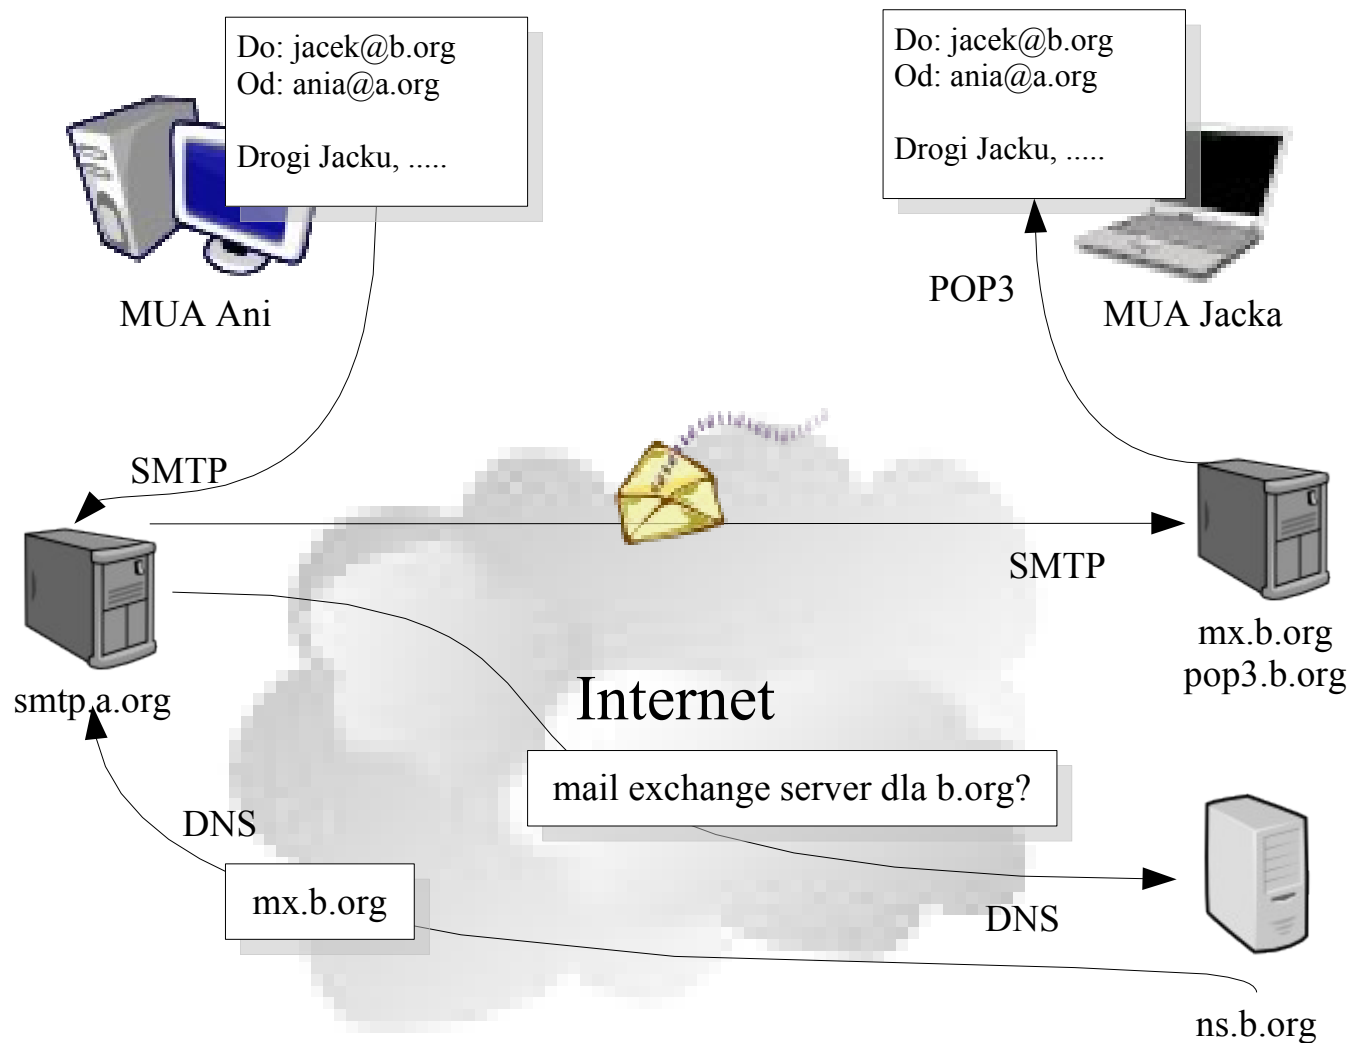 Do: jacek@b.org
Od: ania@a.org
Drogi Jacku, .....
MUA Ani
Do: jacek@b.org
Od: ania@a.org
Drogi Jacku, .....
POP3
MUA Jacka
SMTP
SMTP
smtp.a.org
mx.b.org
pop3.b.org
Internet
mail exchange server dla b.org?
DNS
mx.b.org
DNS
ns.b.org